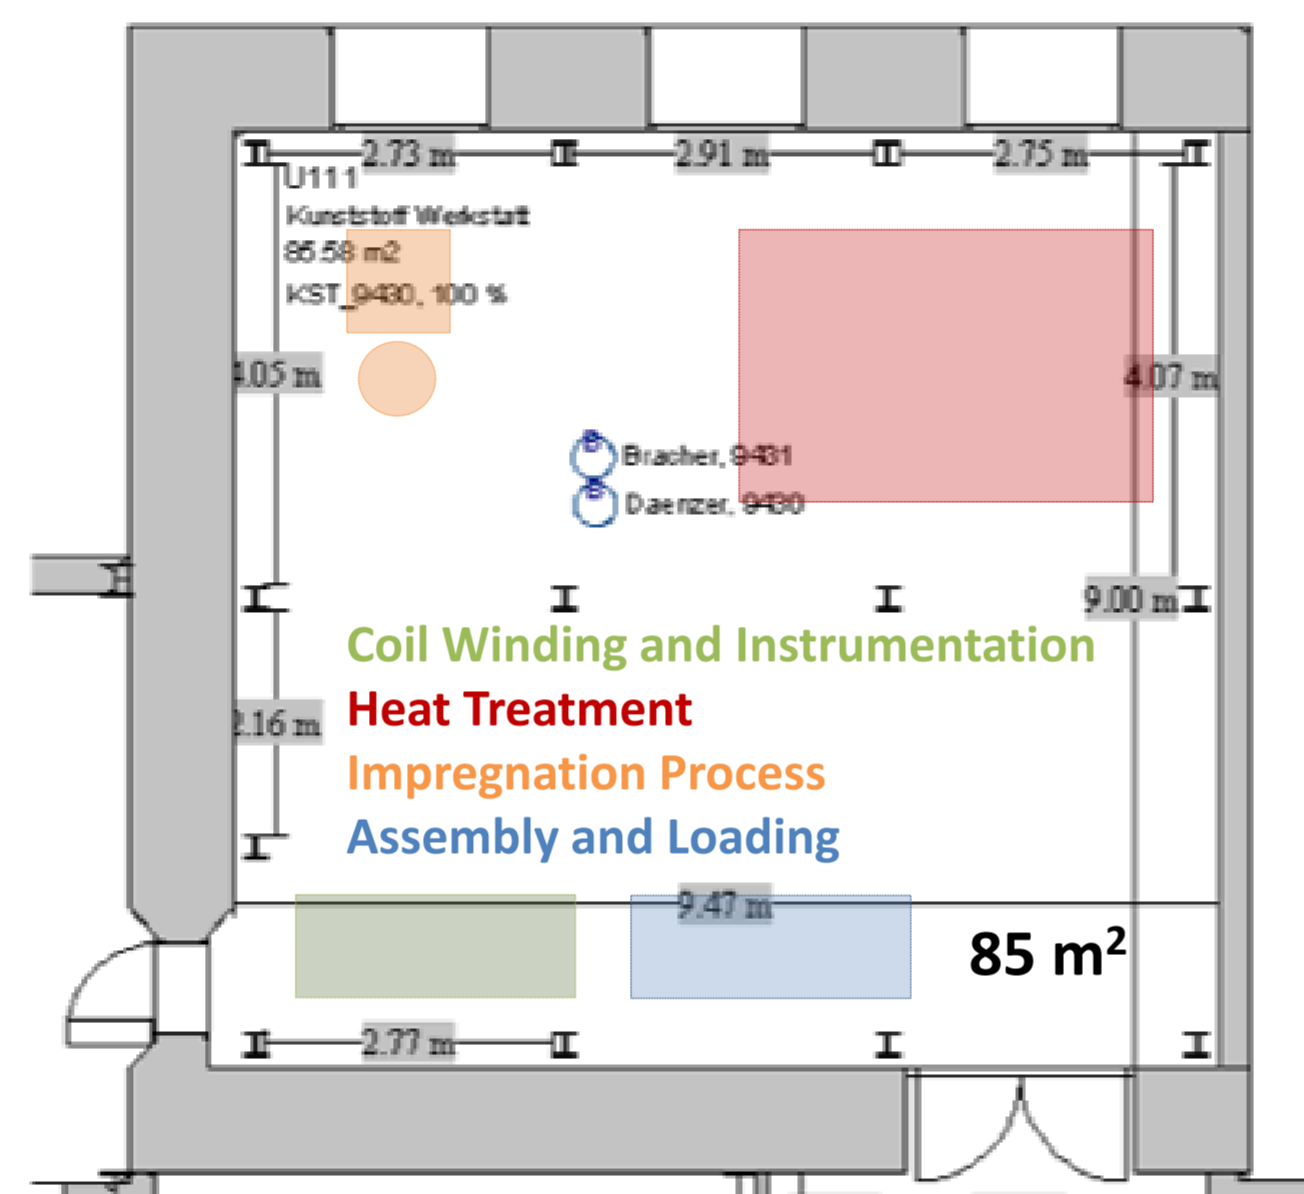 2.73 m 2.91 m 2.75 m
U111
Kunststoff Werkstatt
85.58 m2
KST_9430, 100 %
4.05 m
4.07 m
Bracher, 9431
Daenzer, 9430
9.00 m
Coil Winding and Instrumentation
Heat Treatment
2.16 m
Impregnation Process
Assembly and Loading
9.47 m
85 m²
2.77 m